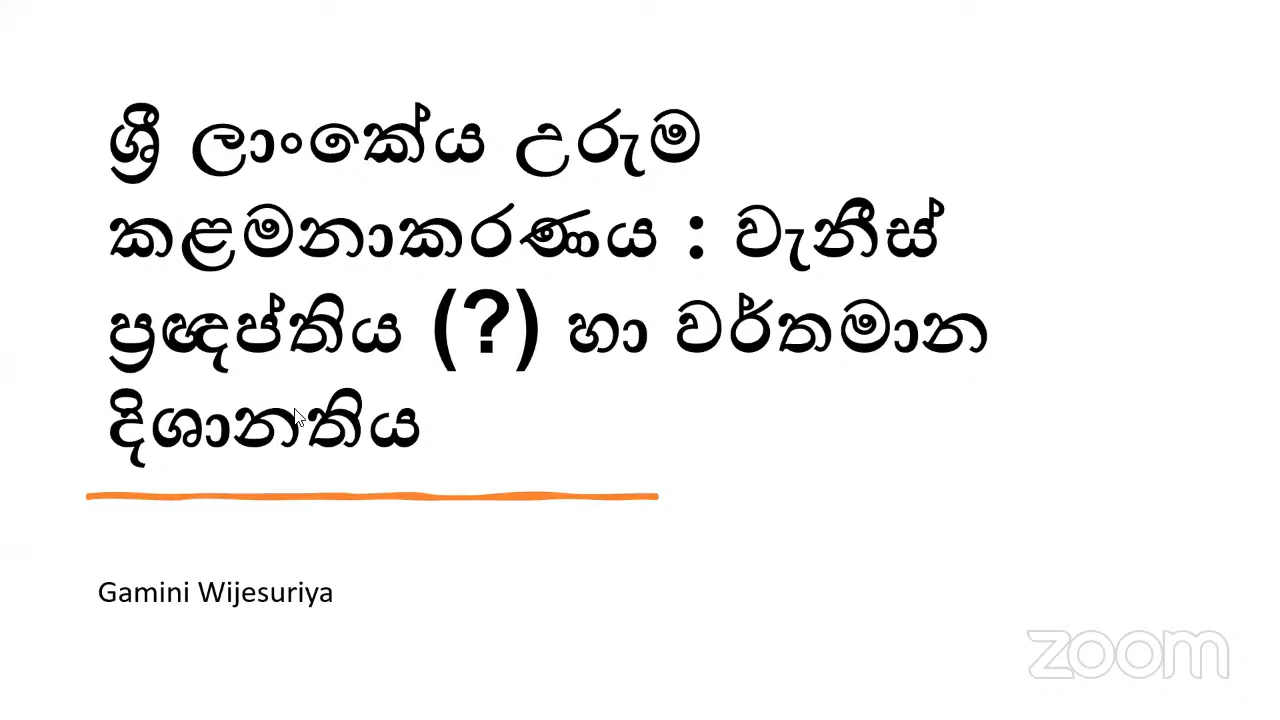 ශ්‍රී ලාංකේය උරුම
කළමනාකරණය : වැනීස්
ප්‍රඥප්තිය (?) හා වර්තමාන
දිශානතිය
Gamini Wijesuriya
zoom